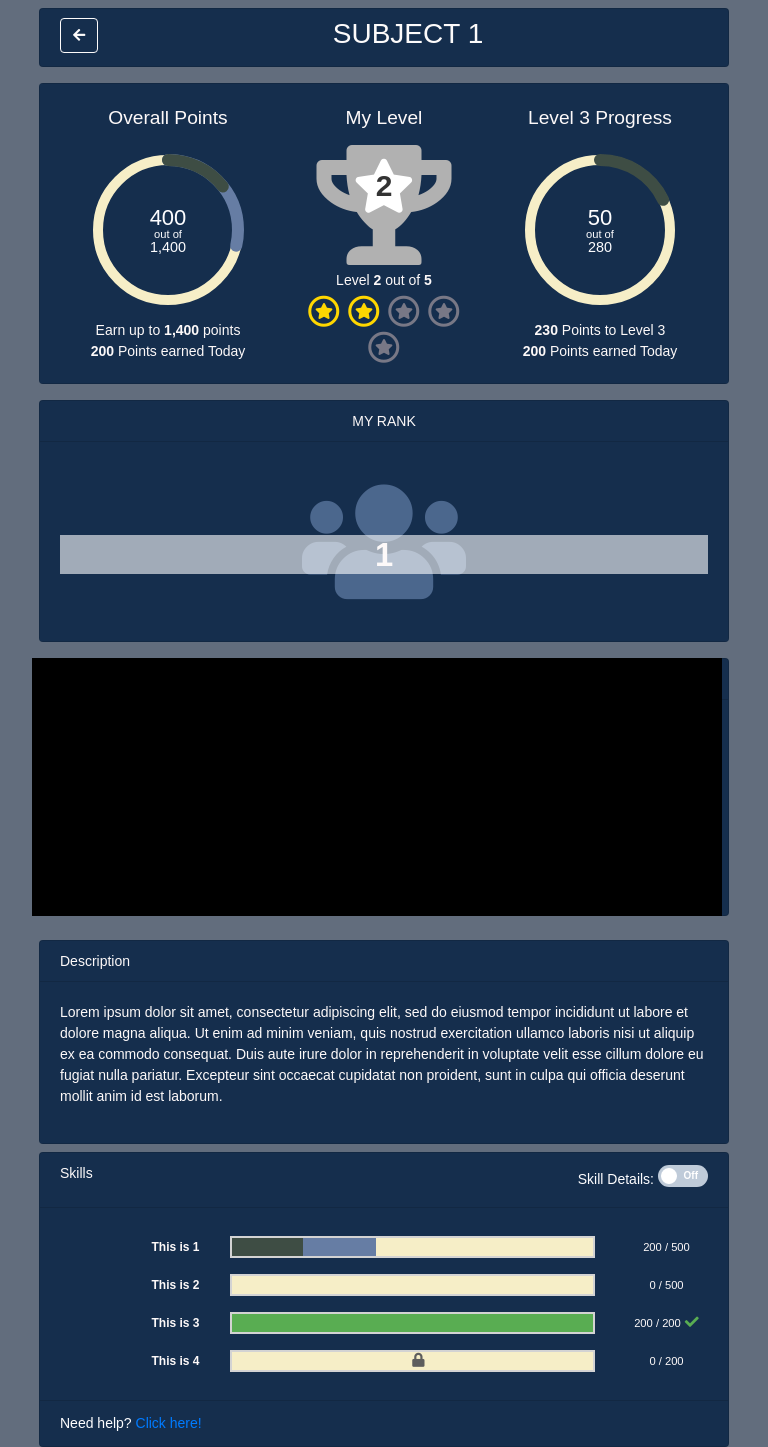 SUBJECT 1
Overall Points
My Level
Level 3 Progress
400
out of
1,400
2
50
out of
280
Level 2 out of 5
Earn up to 1,400 points
200 Points earned Today
230 Points to Level 3
200 Points earned Today
MY RANK
1
Description
Lorem ipsum dolor sit amet, consectetur adipiscing elit, sed do eiusmod tempor incididunt ut labore et
dolore magna aliqua. Ut enim ad minim veniam, quis nostrud exercitation ullamco laboris nisi ut aliquip
ex ea commodo consequat. Duis aute irure dolor in reprehenderit in voluptate velit esse cillum dolore eu
fugiat nulla pariatur. Excepteur sint occaecat cupidatat non proident, sunt in culpa qui officia deserunt
mollit anim id est laborum.
Skills
Skill Details: Off
This is 1 200 / 500
This is 2 0 / 500
This is 3 200 / 200
This is 4 0 / 200
Need help? Click here!